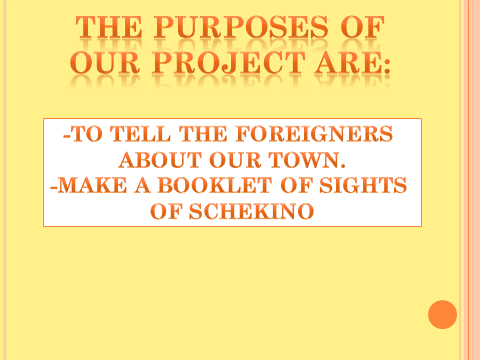 THE PURPOSES OF
OUR PROJECT ARE:
-TO TELL THE FOREIGNERS
ABOUT OUR TOWN.
-MAKE A BOOKLET OF SIGHTS
OF SCHEKINO